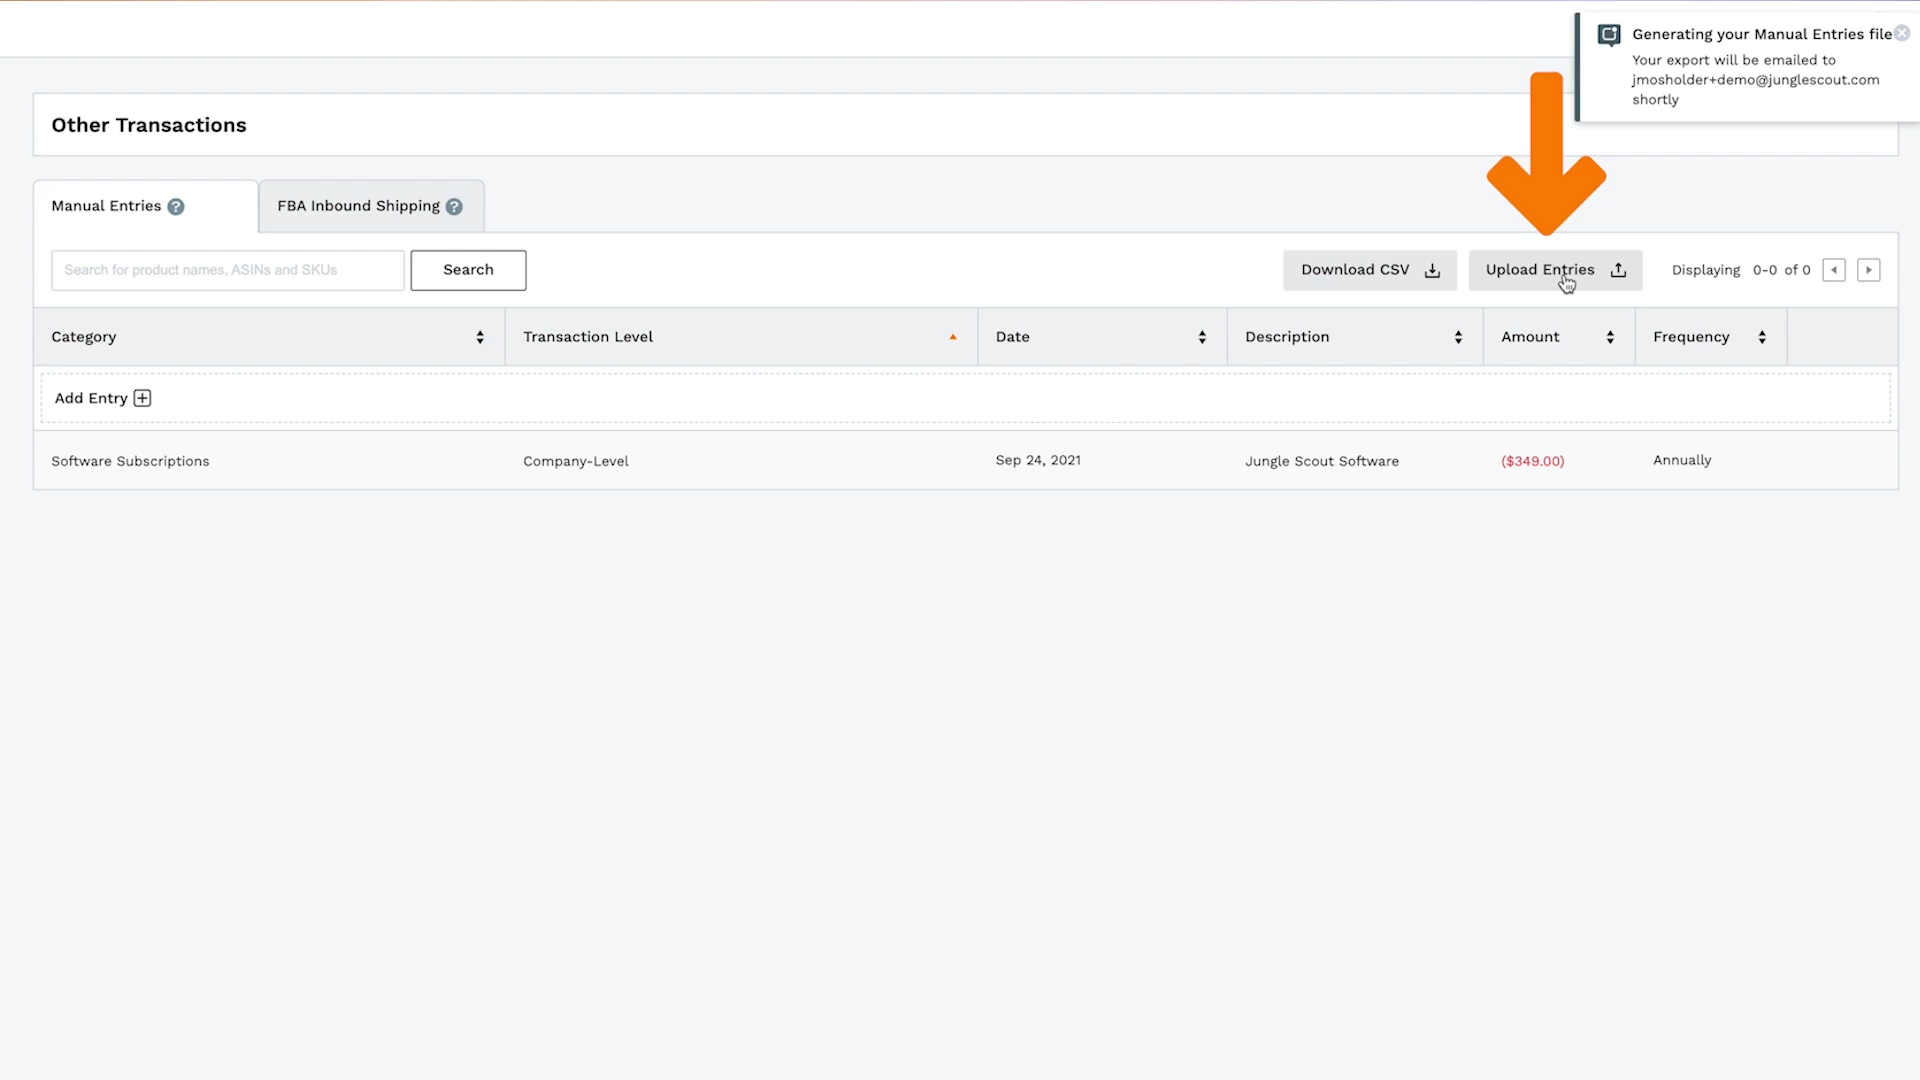 Generating your Manual Entries file
Your export will be emailed to
jmosholder+demo@junglescout.com
shortly
Other Transactions
Manual Entries ?
FBA Inbound Shipping ?
Search for product names, ASINs and SKUs
Search
Download CSV
Upload Entries
Displaying 0-0 of 0
Category
Transaction Level
Date
Description
Amount
Frequency
Add Entry
Software Subscriptions
Company-Level
Sep 24, 2021
Jungle Scout Software
($349.00)
Annually